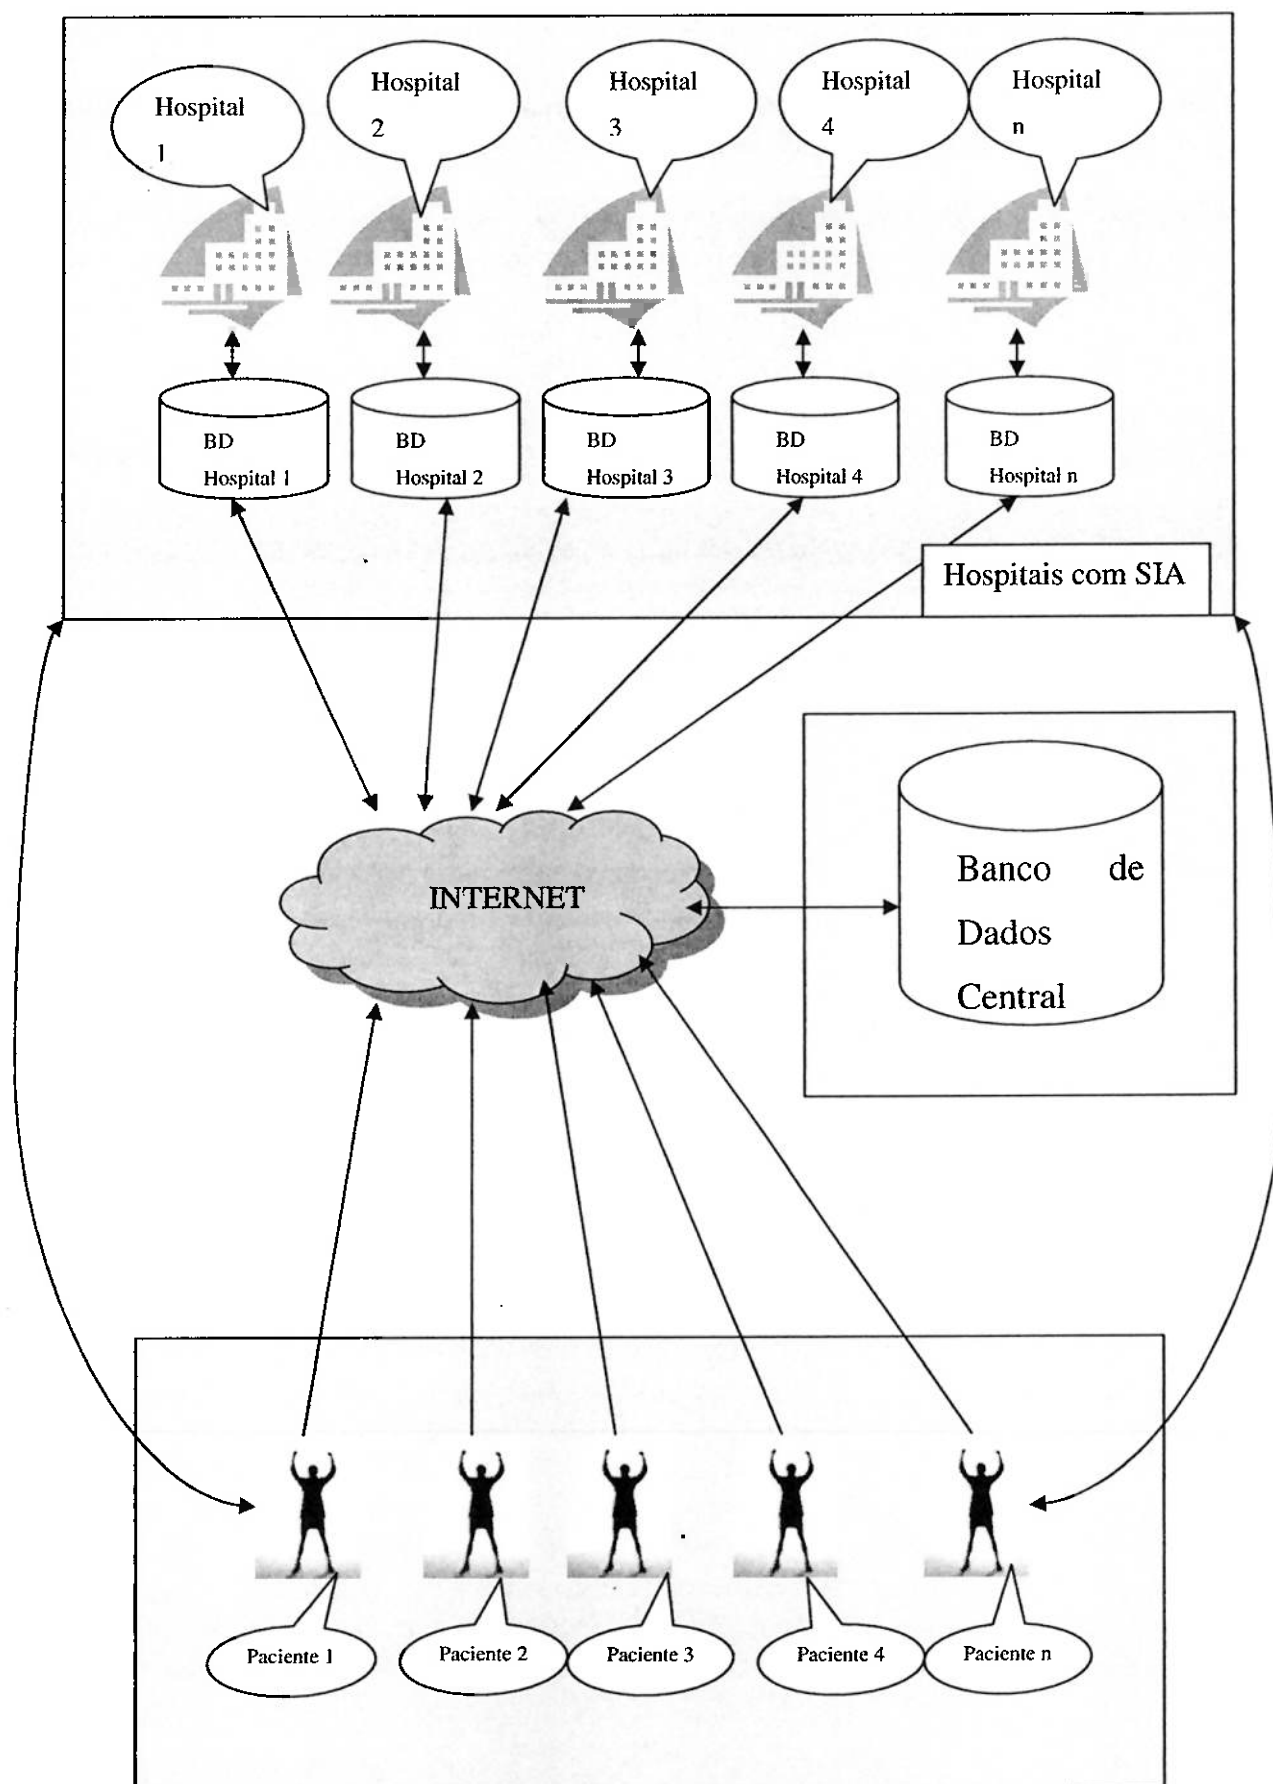 Hospital
1
Hospital
2
Hospital
3
Hospital
4
Hospital
n
BD
Hospital 1
BD
Hospital 2
BD
Hospital 3
BD
Hospital 4
BD
Hospital n
Hospitais com SIA
INTERNET
Banco de
Dados
Central
Paciente 1
Paciente 2
Paciente 3
Paciente 4
Paciente n